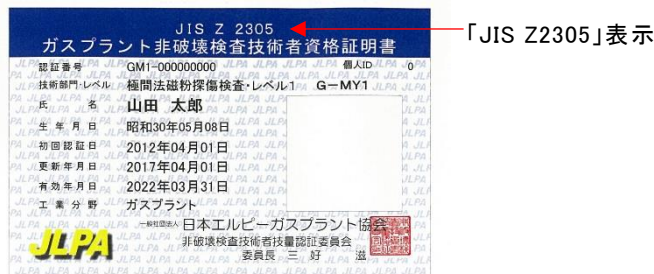 JIS Z 2305
ガスプラント非破壊検査技術者資格証明書
「JIS Z2305」表示
認証番号 GM1-000000000 個人ID 0
技術部門・レベル 極間法磁粉探傷検査・レベル1 G-MY1
氏 名 山田 太郎
生年月日 昭和30年05月08日
初回認証日 2012年04月01日
更新年月日 2017年04月01日
有効年月日 2022年03月31日
工業分野 ガスプラント
一般社団法人 日本エルピーガスプラント協会
非破壊検査技術者技量認証委員会
委員長 三 好 滋
JLPA